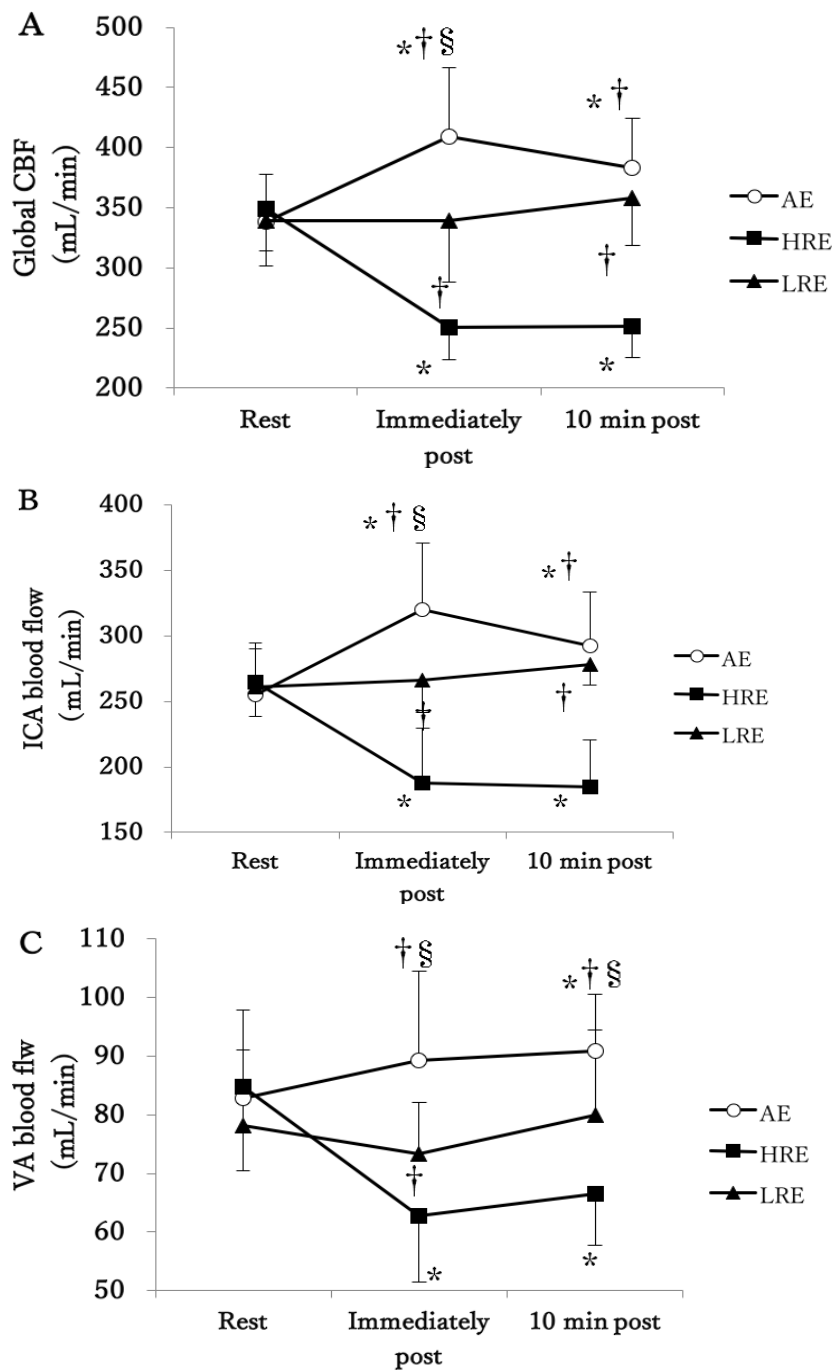 A
500
450
400
350
300
250
200
Global CBF
(mL/min)
*†§
*†
†
†
*
*
Rest
Immediately
post
10 min post
AE
HRE
LRE
B
400
350
300
250
200
150
ICA blood flow
(mL/min)
*†§
*†
†
†
*
*
Rest
Immediately
post
10 min post
AE
HRE
LRE
C
110
100
90
80
70
60
50
VA blood flw
(mL/min)
†§
*†§
†
*
*
Rest
Immediately
post
10 min post
AE
HRE
LRE